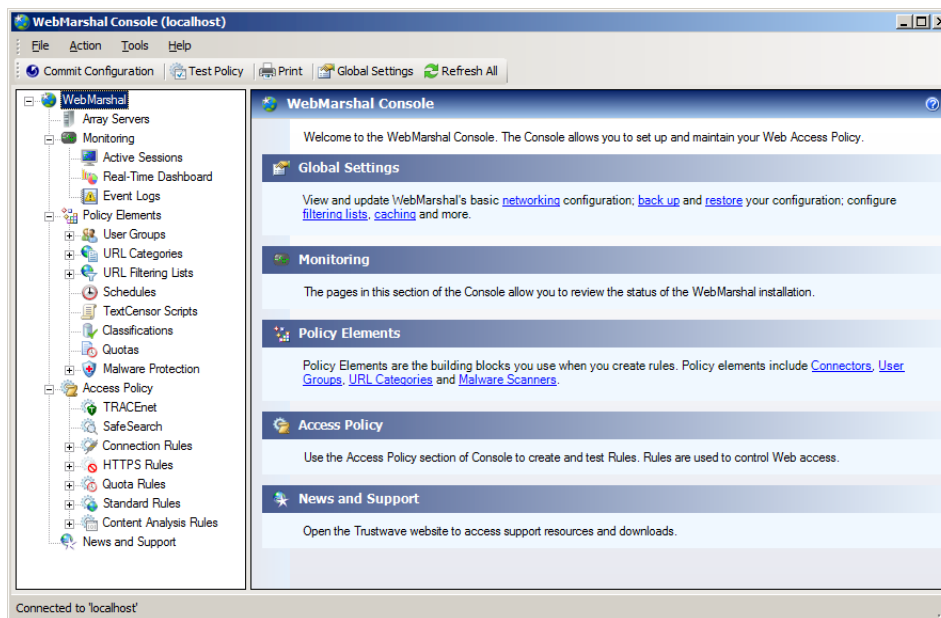 WebMarshal Console (localhost)
File Action Tools Help
Commit Configuration Test Policy Print Global Settings Refresh All
WebMarshal
Array Servers
Monitoring
Active Sessions
Real-Time Dashboard
Event Logs
Policy Elements
User Groups
URL Categories
URL Filtering Lists
Schedules
TextCensor Scripts
Classifications
Quotas
Malware Protection
Access Policy
TRACEnet
SafeSearch
Connection Rules
HTTPS Rules
Quota Rules
Standard Rules
Content Analysis Rules
News and Support
WebMarshal Console
Welcome to the WebMarshal Console. The Console allows you to set up and maintain your Web Access Policy.
Global Settings
View and update WebMarshal's basic networking configuration; back up and restore your configuration; configure
filtering lists, caching and more.
Monitoring
The pages in this section of the Console allow you to review the status of the WebMarshal installation.
Policy Elements
Policy Elements are the building blocks you use when you create rules. Policy elements include Connectors, User
Groups, URL Categories and Malware Scanners.
Access Policy
Use the Access Policy section of Console to create and test Rules. Rules are used to control Web access.
News and Support
Open the Trustwave website to access support resources and downloads.
Connected to 'localhost'